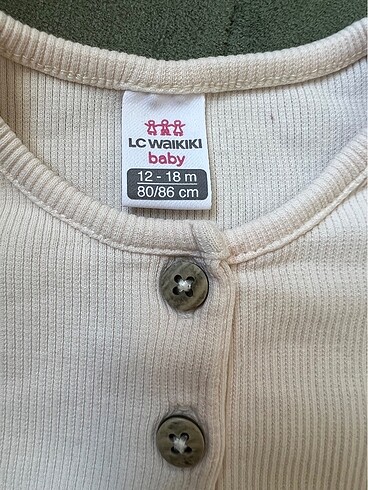 LC WAIKIKI
baby
12 - 18 m
80/86 cm